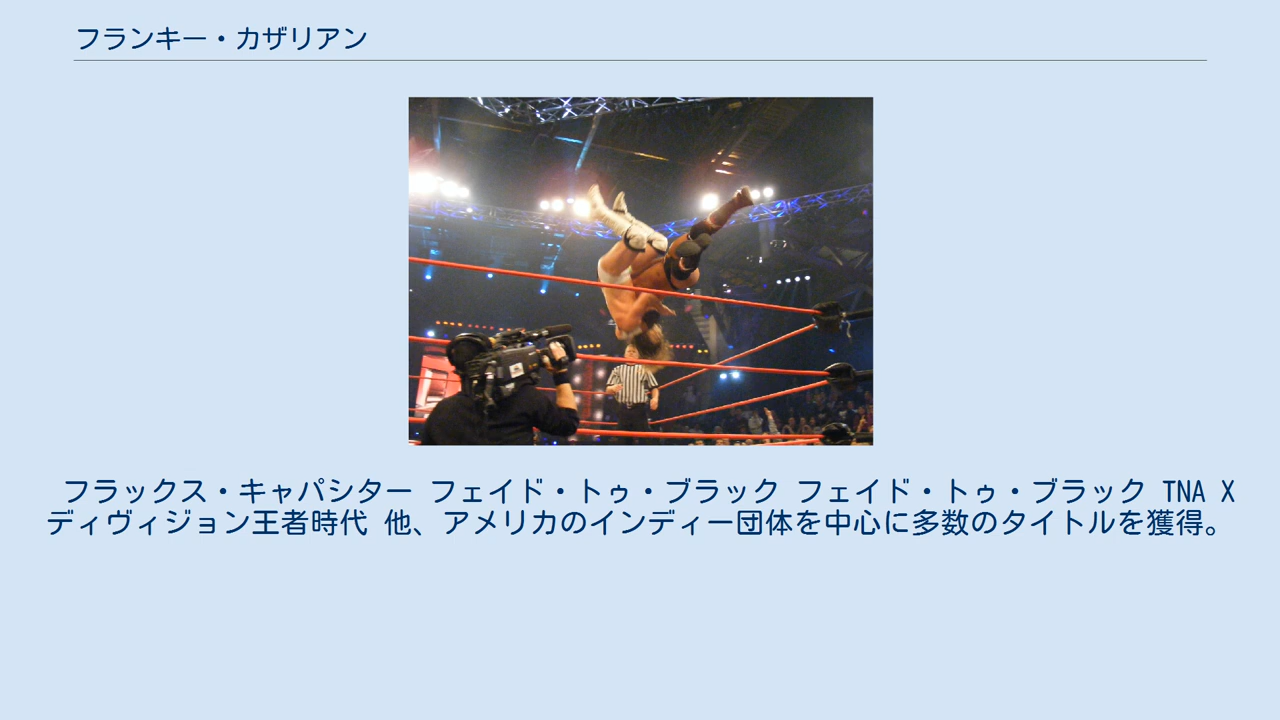 フランキー・カザリアン
フラックス・キャパシター フェイド・トゥ・ブラック フェイド・トゥ・ブラック TNA X
ディヴィジョン王者時代 他、アメリカのインディー団体を中心に多数のタイトルを獲得。